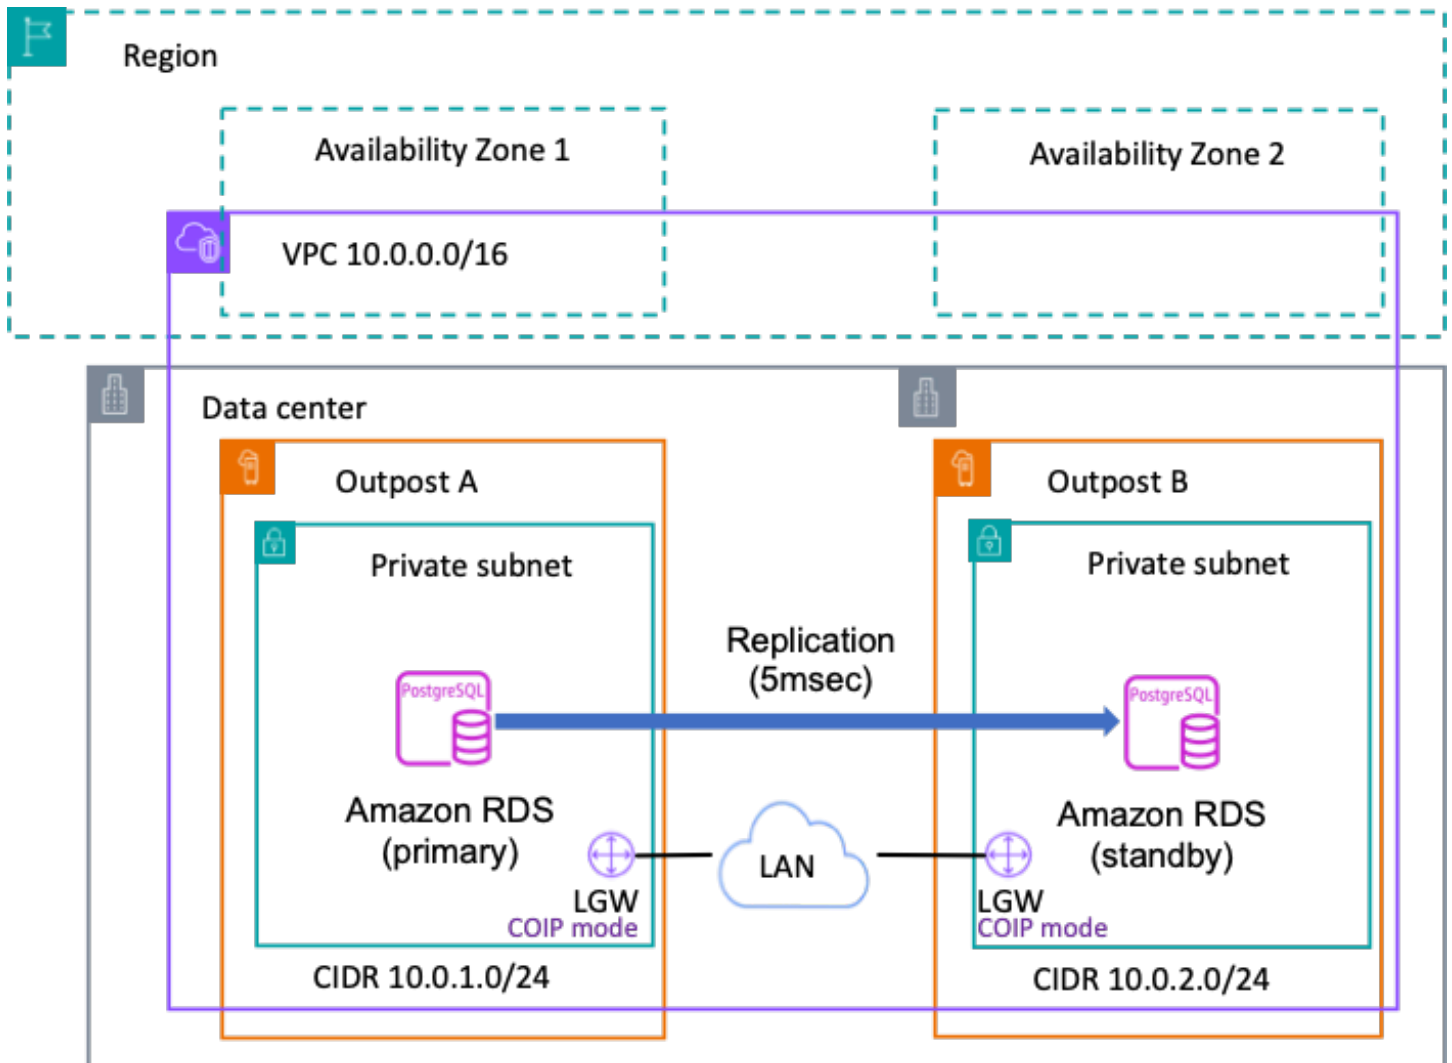 Region
Availability Zone 1
Availability Zone 2
VPC 10.0.0.0/16
Data center
Outpost A
Outpost B
Private subnet
Private subnet
Replication
(5msec)
PostgreSQL
PostgreSQL
Amazon RDS
(primary)
Amazon RDS
(standby)
LAN
LGW
COIP mode
LGW
COIP mode
CIDR 10.0.1.0/24
CIDR 10.0.2.0/24